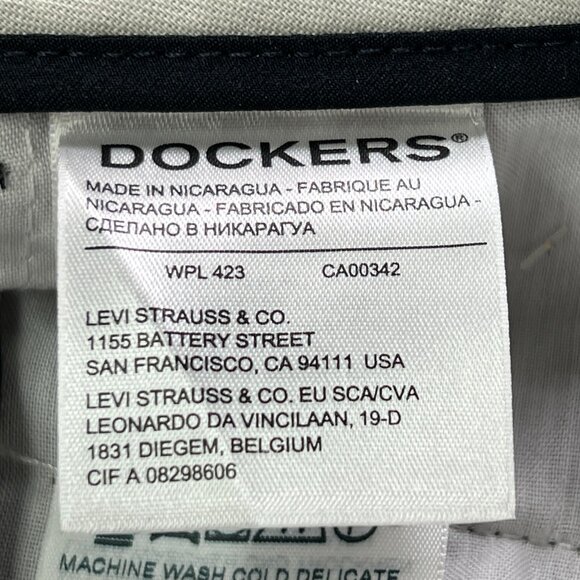 DOCKERS®
MADE IN NICARAGUA - FABRIQUE AU
NICARAGUA - FABRICADO EN NICARAGUA -
СДЕЛАНО В НИКАРАГУА
WPL 423 CA00342
LEVI STRAUSS & CO.
1155 BATTERY STREET
SAN FRANCISCO, CA 94111 USA
LEVI STRAUSS & CO. EU SCA/CVA
LEONARDO DA VINCILAAN, 19-D
1831 DIEGEM, BELGIUM
CIF A 08298606
MACHINE WASH COLD DELICATE